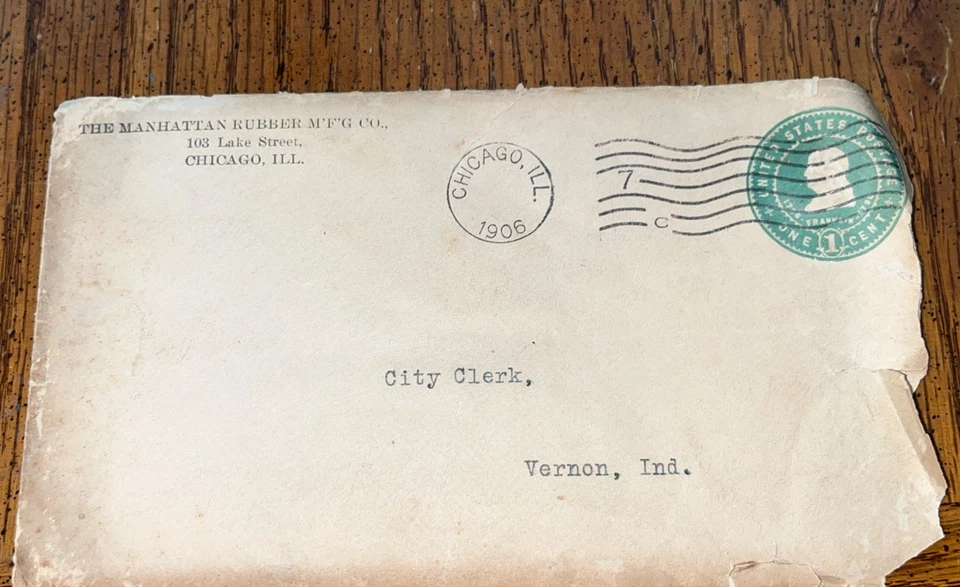 THE MANHATTAN RUBBER M'F'G CO.,
103 Lake Street,
CHICAGO, ILL.
CHICAGO, ILL.
1906
7
C
UNITED STATES
FRANKLIN
ONE 1 CENT
City Clerk,
Vernon, Ind.